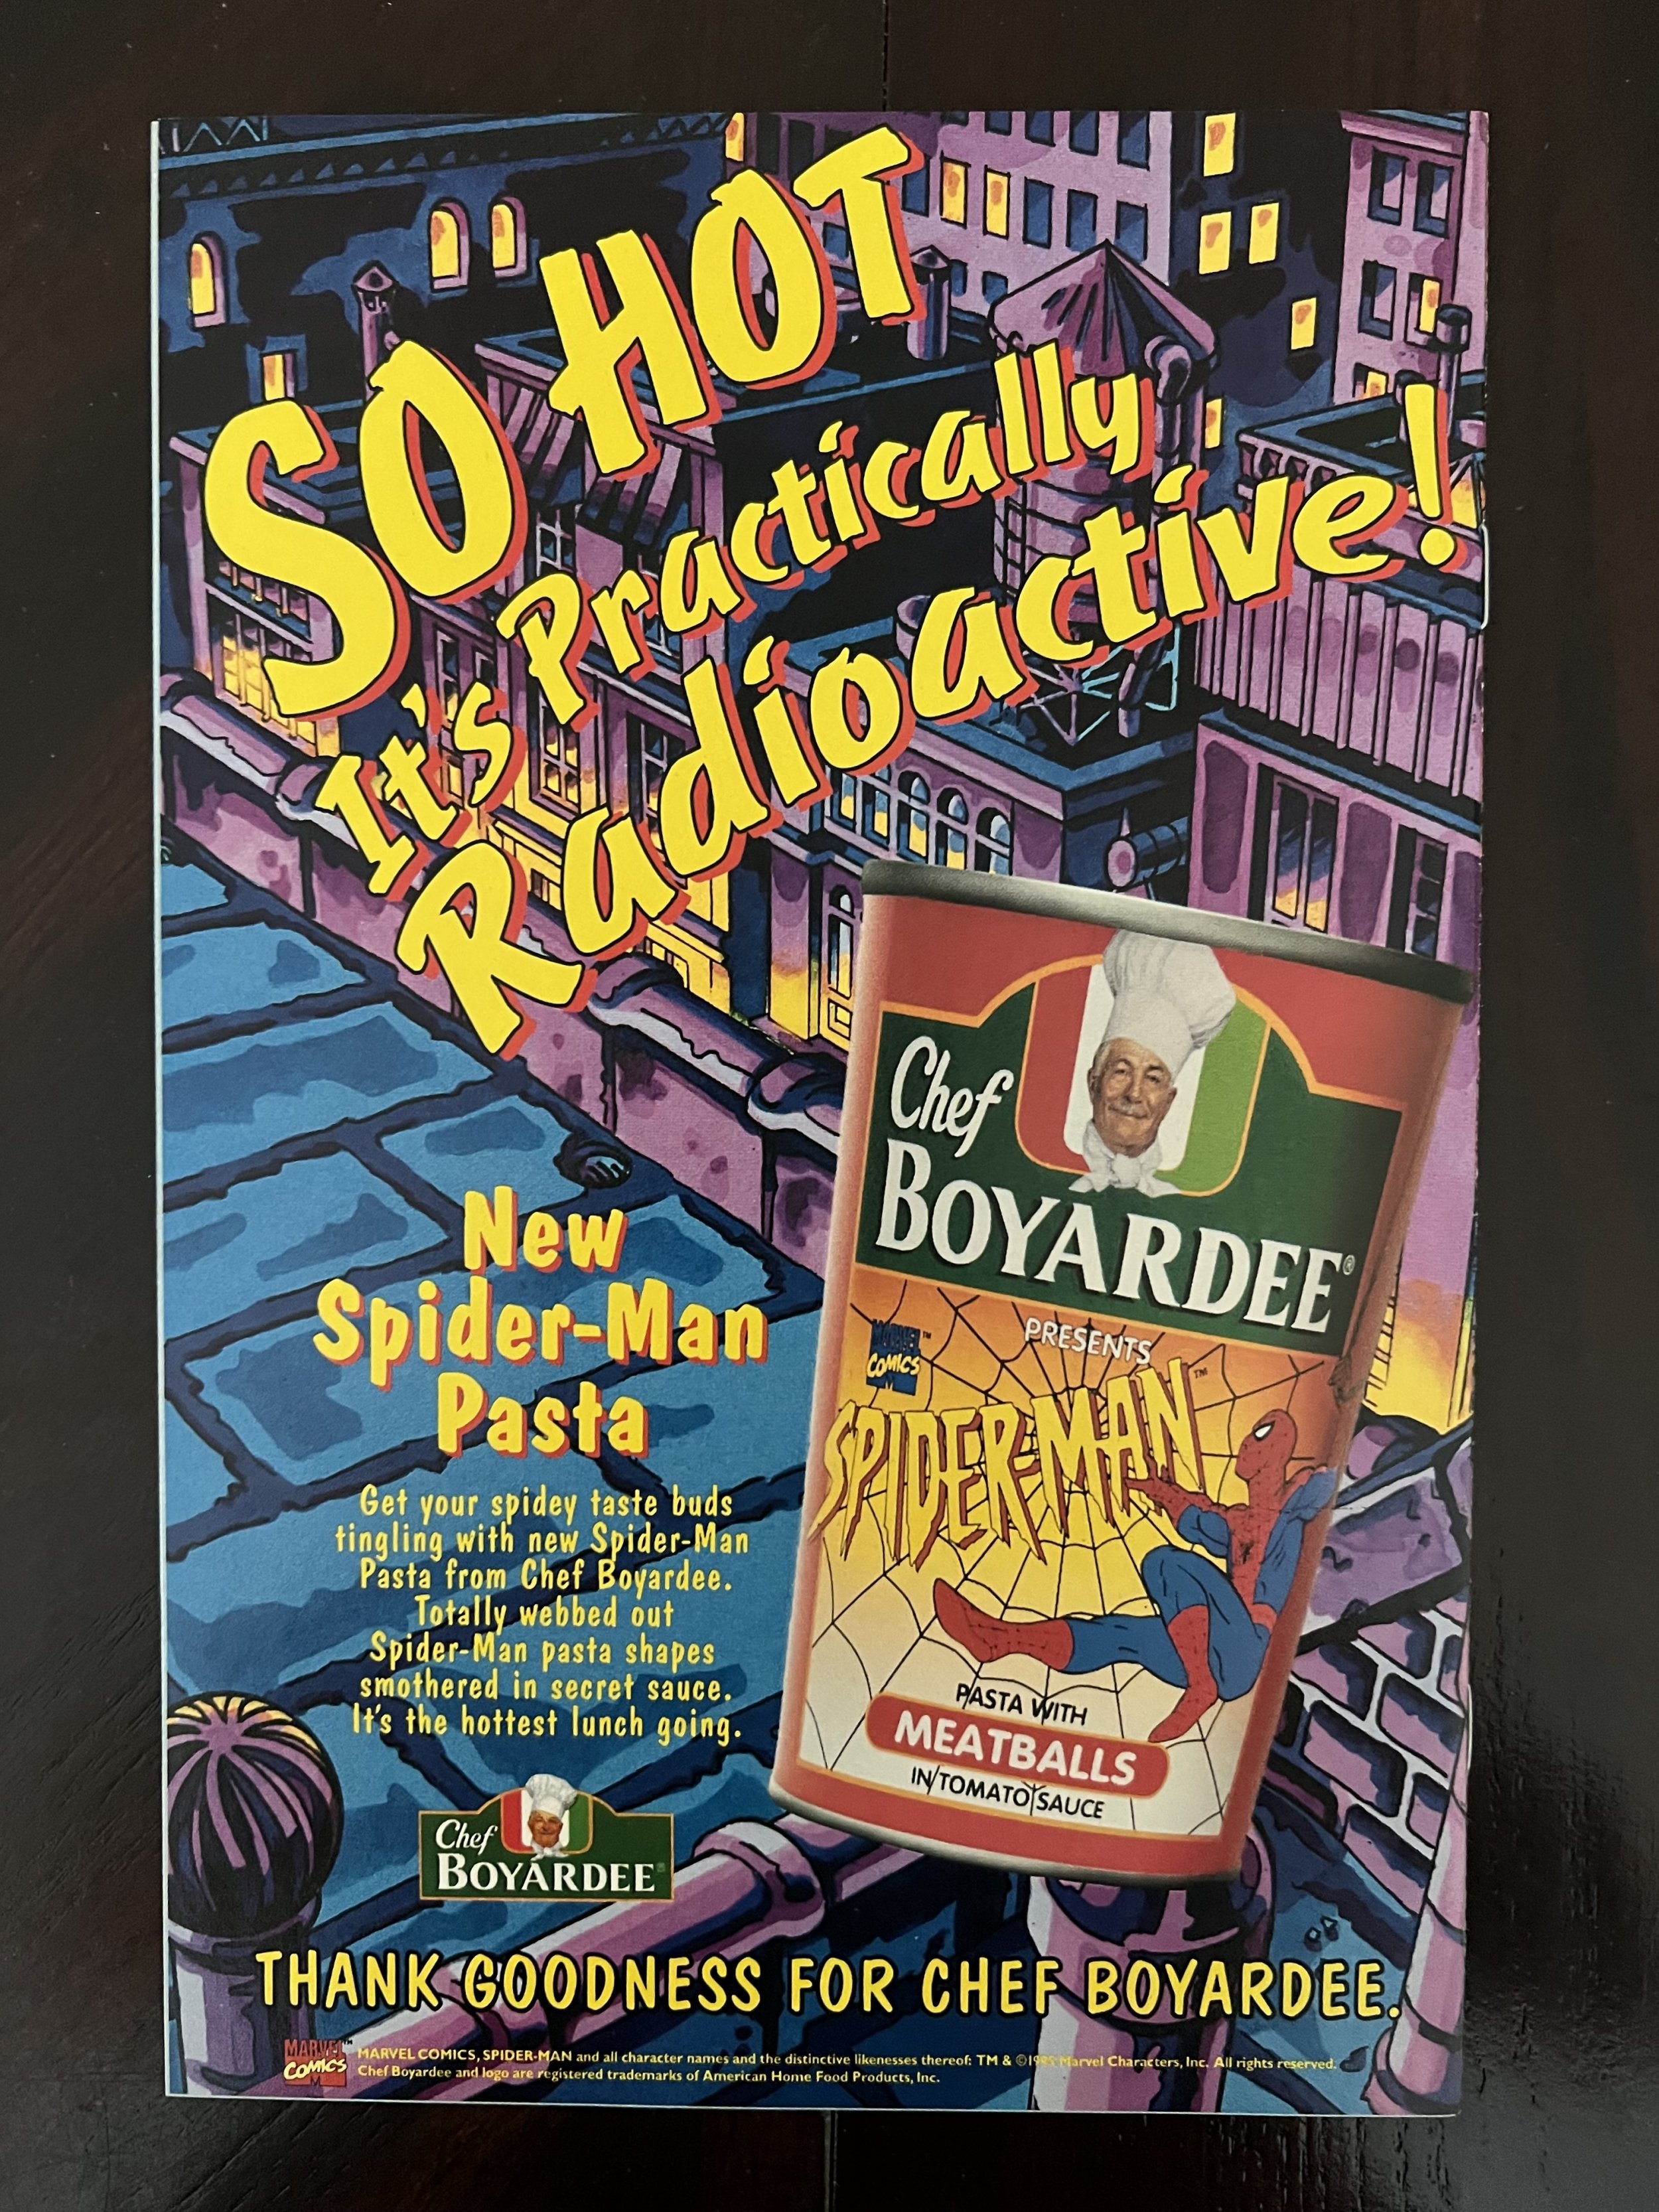 SO HOT
It's Practically
Radioactive!
Chef
BOYARDEE®
PRESENTS
MARVEL™
COMICS
M
SPIDER-MAN™
PASTA WITH
MEATBALLS
IN TOMATO SAUCE
New
Spider-Man
Pasta
Get your spidey taste buds
tingling with new Spider-Man
Pasta from Chef Boyardee.
Totally webbed out
Spider-Man pasta shapes
smothered in secret sauce.
It's the hottest lunch going.
Chef
BOYARDEE®
THANK GOODNESS FOR CHEF BOYARDEE.
MARVEL™
COMICS
M
MARVEL COMICS, SPIDER-MAN and all character names and the distinctive likenesses thereof: TM & ©1995 Marvel Characters, Inc. All rights reserved.
Chef Boyardee and logo are registered trademarks of American Home Food Products, Inc.